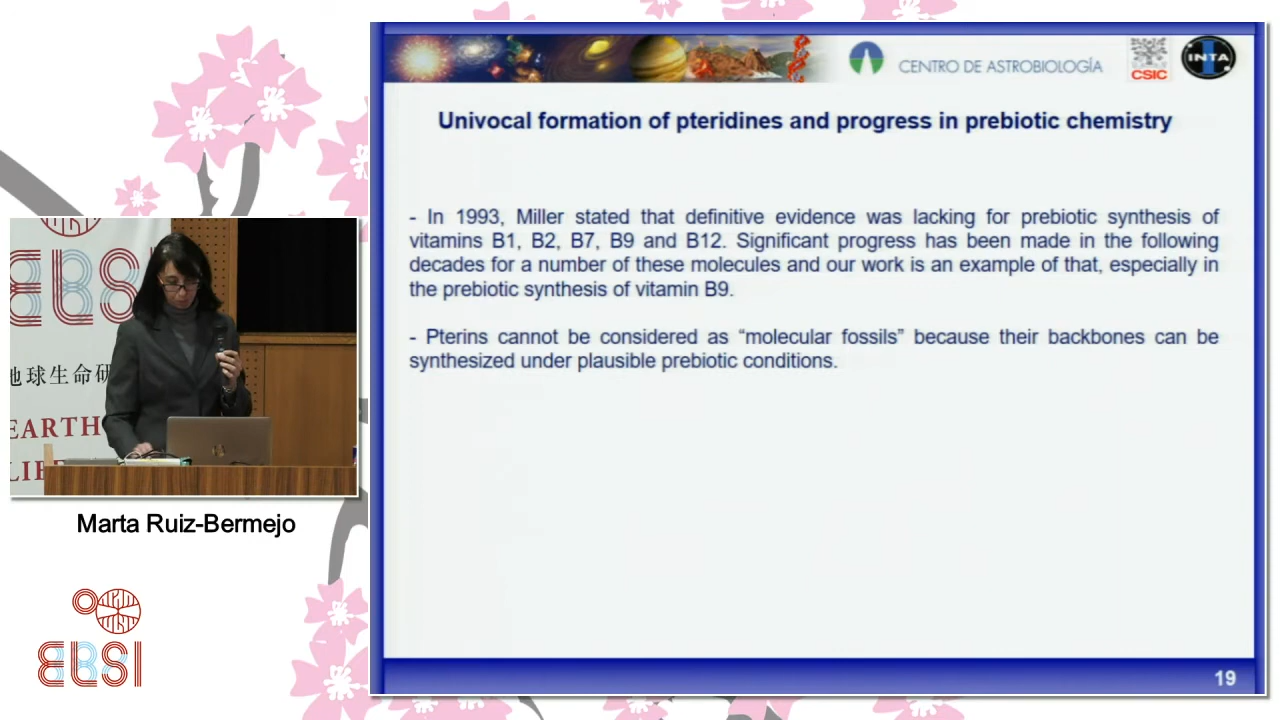 CENTRO DE ASTROBIOLOGÍA
CSIC
INTA
Univocal formation of pteridines and progress in prebiotic chemistry
- In 1993, Miller stated that definitive evidence was lacking for prebiotic synthesis of
vitamins B1, B2, B7, B9 and B12. Significant progress has been made in the following
decades for a number of these molecules and our work is an example of that, especially in
the prebiotic synthesis of vitamin B9.
- Pterins cannot be considered as “molecular fossils” because their backbones can be
synthesized under plausible prebiotic conditions.
19
ELSI
地球生命研
EARTH
LIFE
Marta Ruiz-Bermejo
ELSI